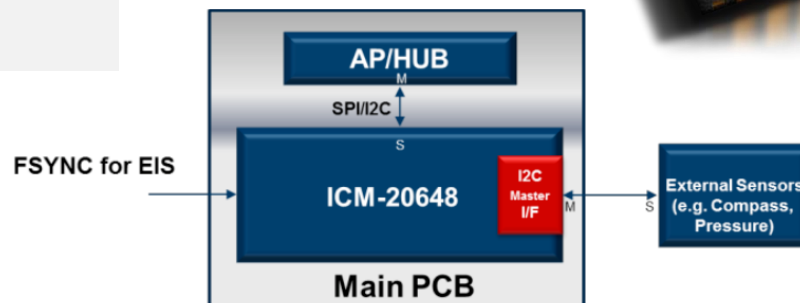 AP/HUB
M
SPI/I2C
S
FSYNC for EIS
ICM-20648
I2C
Master
I/F
M
S
External Sensors
(e.g. Compass,
Pressure)
Main PCB